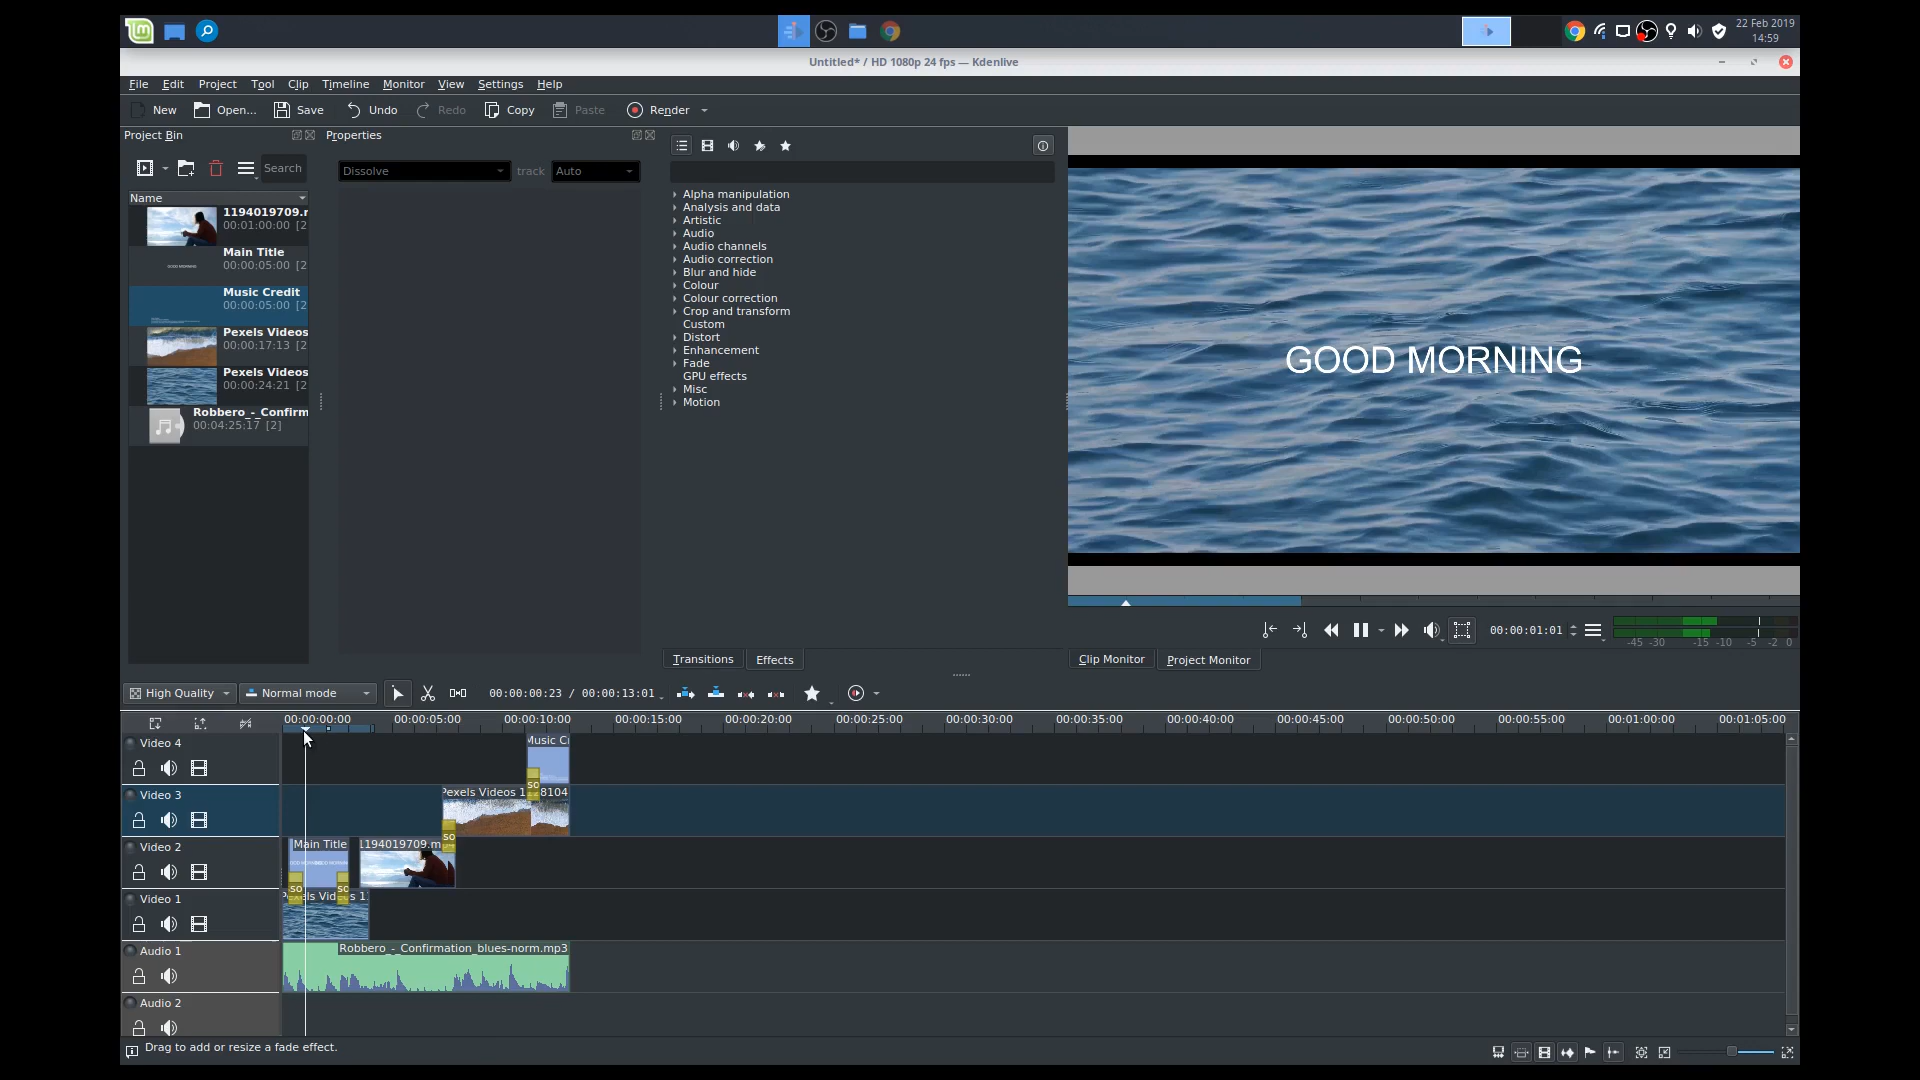 22 Feb 2019
14:59
Untitled* / HD 1080p 24 fps — Kdenlive
File Edit Project Tool Clip Timeline Monitor View Settings Help
New Open... Save Undo Redo Copy Paste Render
Project Bin
Properties
Search
Dissolve track Auto
Name
1194019709.r
00:01:00:00 [2
Main Title
00:00:05:00 [2
Music Credit
00:00:05:00 [2
Pexels Videos
00:00:17:13 [2
Pexels Videos
00:00:24:21 [2
Robbero_-_Confirm
00:04:25:17 [2]
Alpha manipulation
Analysis and data
Artistic
Audio
Audio channels
Audio correction
Blur and hide
Colour
Colour correction
Crop and transform
Custom
Distort
Enhancement
Fade
GPU effects
Misc
Motion
GOOD MORNING
00:00:01:01
-45 -30 -15 -10 -5 -2 0
Transitions Effects
Clip Monitor Project Monitor
High Quality Normal mode 00:00:00:23 / 00:00:13:01
00:00:00:00 00:00:05:00 00:00:10:00 00:00:15:00 00:00:20:00 00:00:25:00 00:00:30:00 00:00:35:00 00:00:40:00 00:00:45:00 00:00:50:00 00:00:55:00 00:01:00:00 00:01:05:00
Video 4
Music C
Video 3
Pexels Videos 1 8104
Video 2
Main Title 1194019709.m
Video 1
Audio 1
Robbero_-_Confirmation_blues-norm.mp3
Audio 2
Drag to add or resize a fade effect.